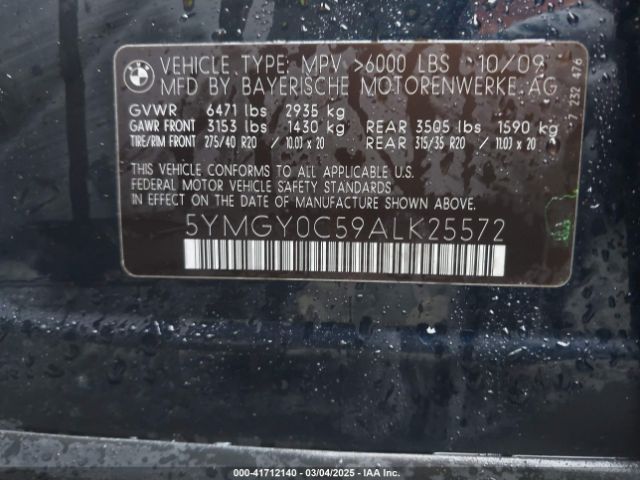 VEHICLE TYPE: MPV >6000 LBS 10/09
MFD BY BAYERISCHE MOTORENWERKE AG
GVWR 6471 lbs 2935 kg
GAWR FRONT 3153 lbs 1430 kg REAR 3505 lbs 1590 kg
TIRE/RIM FRONT 275/40 R20 / 10.0J x 20 REAR 315/35 R20 / 11.0J x 20
THIS VEHICLE CONFORMS TO ALL APPLICABLE U.S.
FEDERAL MOTOR VEHICLE SAFETY STANDARDS
IN EFFECT ON THE DATE OF MANUFACTURE SHOWN ABOVE.
5YMGY0C59ALK25572
7 232 476
000-41712140 - 03/04/2025 - IAA Inc.